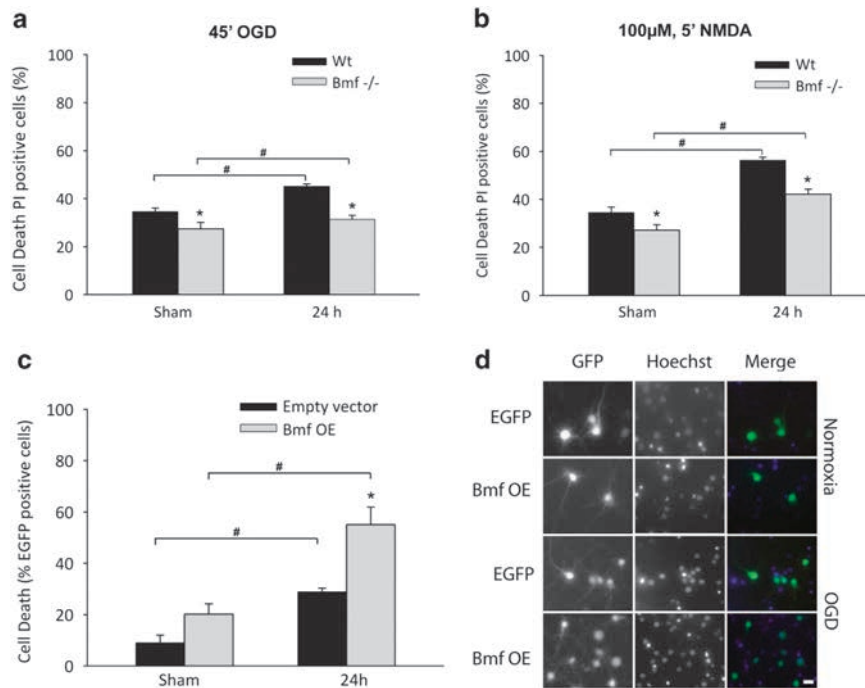 a
45' OGD
Cell Death PI positive cells (%)
100
80
60
40
20
0
Wt
Bmf -/-
#
#
*
*
Sham
24 h
b
100µM, 5' NMDA
Cell Death PI positive cells (%)
100
80
60
40
20
0
Wt
Bmf -/-
#
#
*
*
Sham
24 h
c
Cell Death (% EGFP positive cells)
100
80
60
40
20
0
Empty vector
Bmf OE
#
#
*
Sham
24h
d
GFP
Hoechst
Merge
EGFP
Bmf OE
Normoxia
EGFP
Bmf OE
OGD